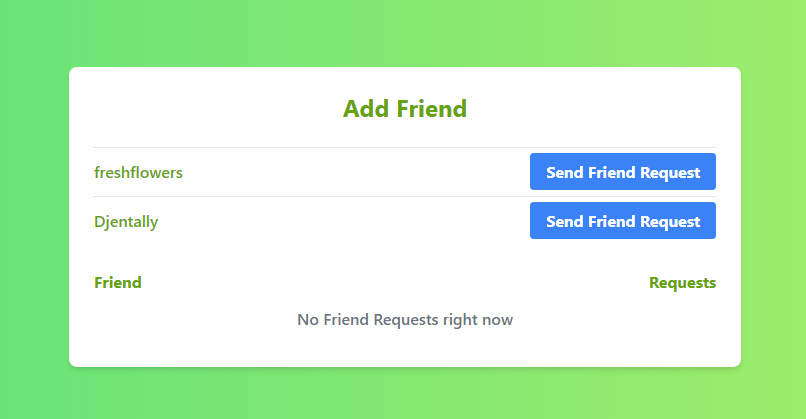 Add Friend
freshflowers Send Friend Request
Djentally Send Friend Request
Friend Requests
No Friend Requests right now